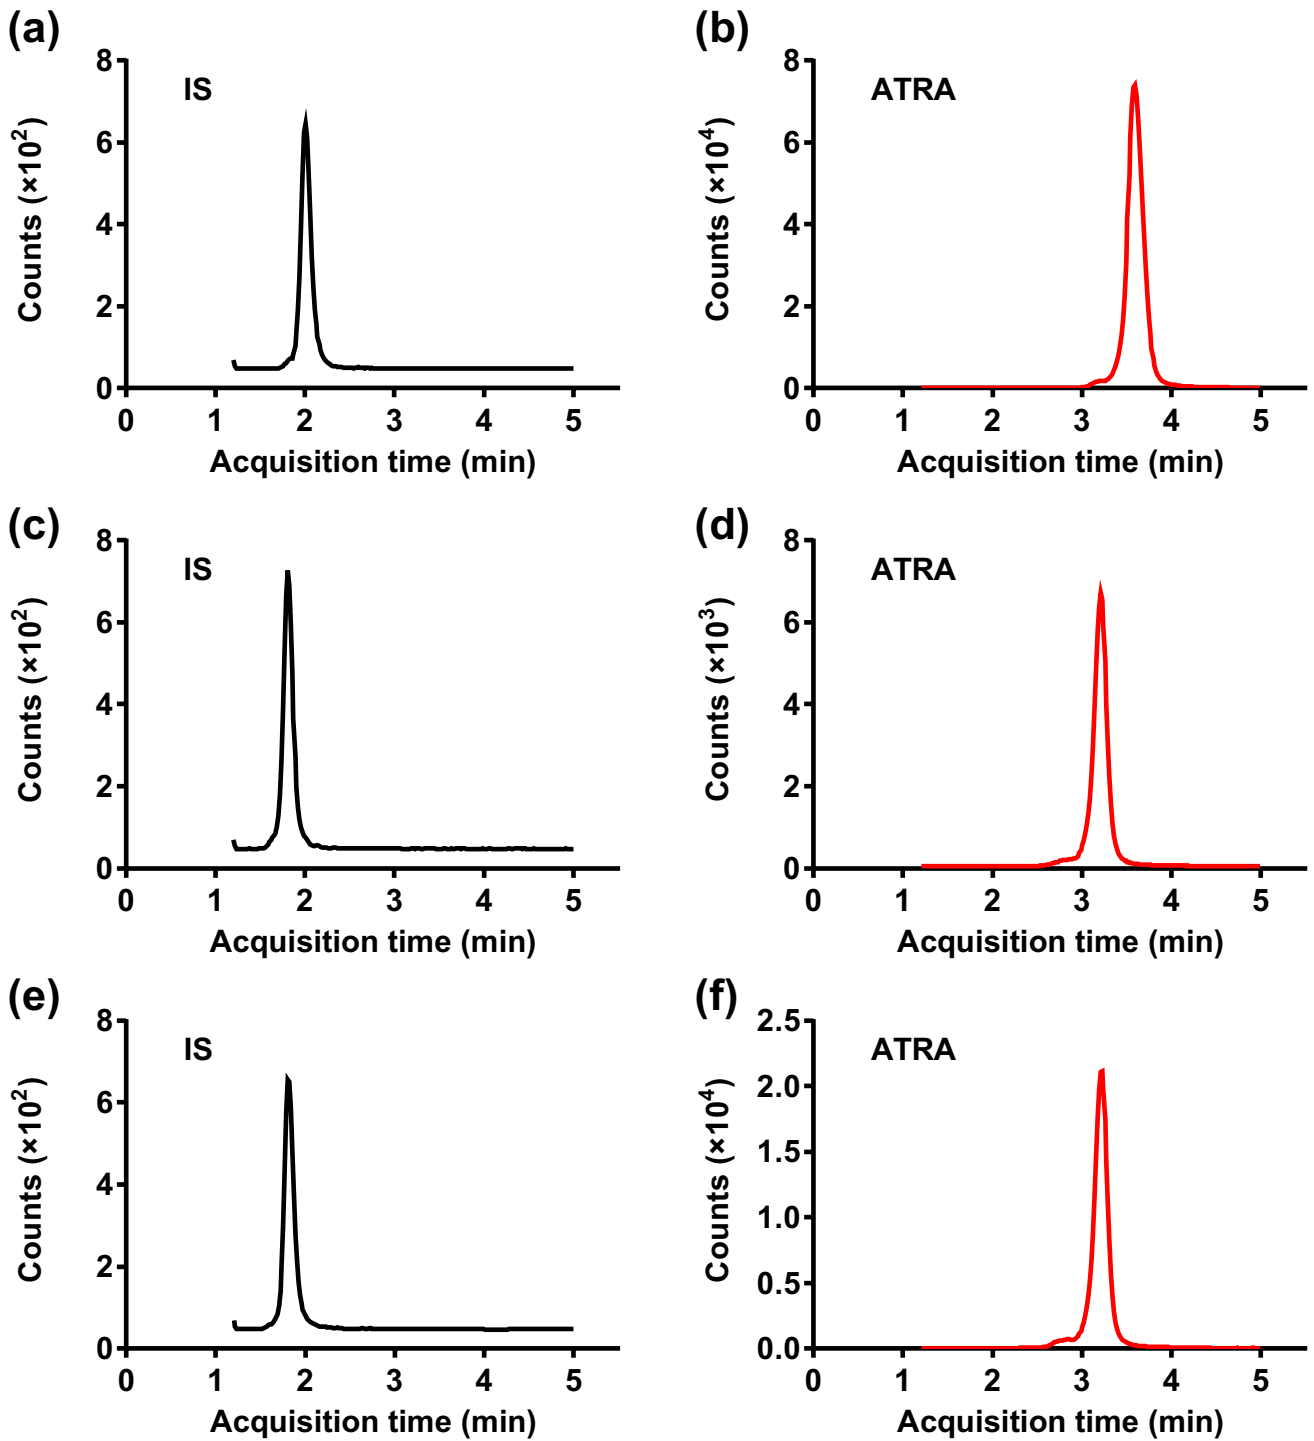 (a)
Counts (×10²)
8
6
4
2
0
IS
0 1 2 3 4 5
Acquisition time (min)
(b)
Counts (×10⁴)
8
6
4
2
0
ATRA
0 1 2 3 4 5
Acquisition time (min)
(c)
Counts (×10²)
8
6
4
2
0
IS
0 1 2 3 4 5
Acquisition time (min)
(d)
Counts (×10³)
8
6
4
2
0
ATRA
0 1 2 3 4 5
Acquisition time (min)
(e)
Counts (×10²)
8
6
4
2
0
IS
0 1 2 3 4 5
Acquisition time (min)
(f)
Counts (×10⁴)
2.5
2.0
1.5
1.0
0.5
0.0
ATRA
0 1 2 3 4 5
Acquisition time (min)